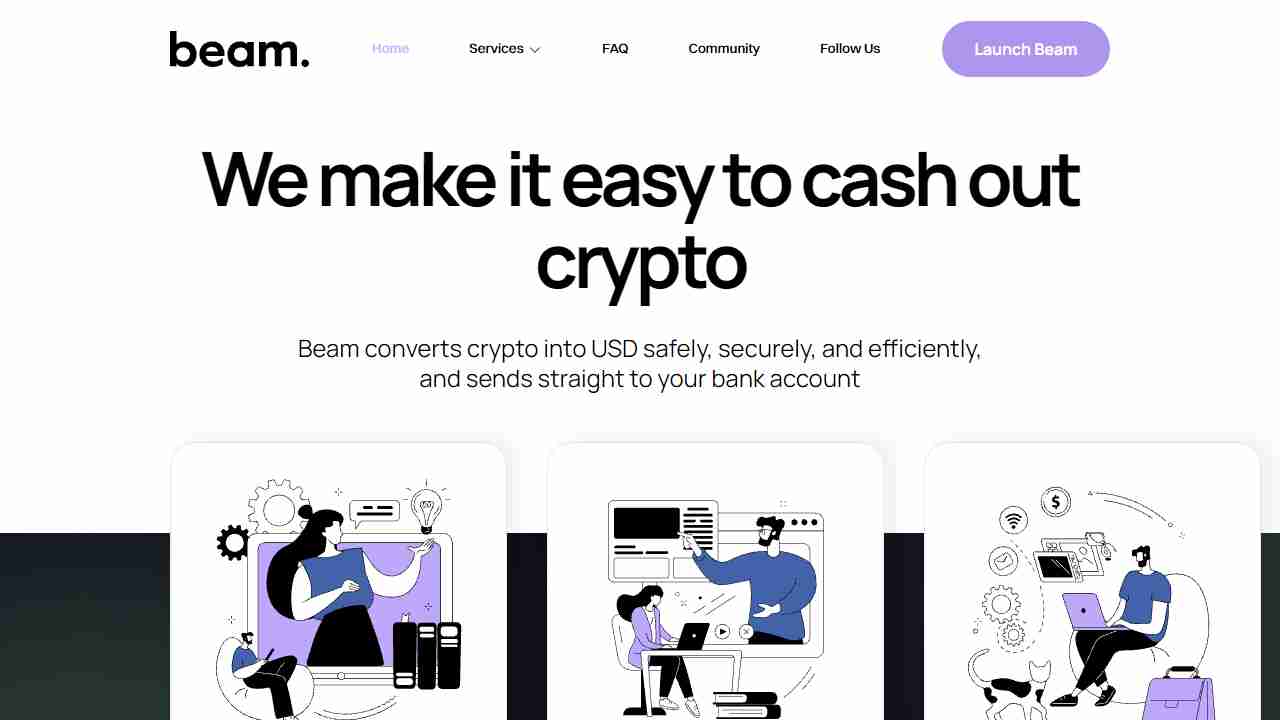 beam.
Home
Services
FAQ
Community
Follow Us
Launch Beam
We make it easy to cash out
crypto
Beam converts crypto into USD safely, securely, and efficiently,
and sends straight to your bank account
$